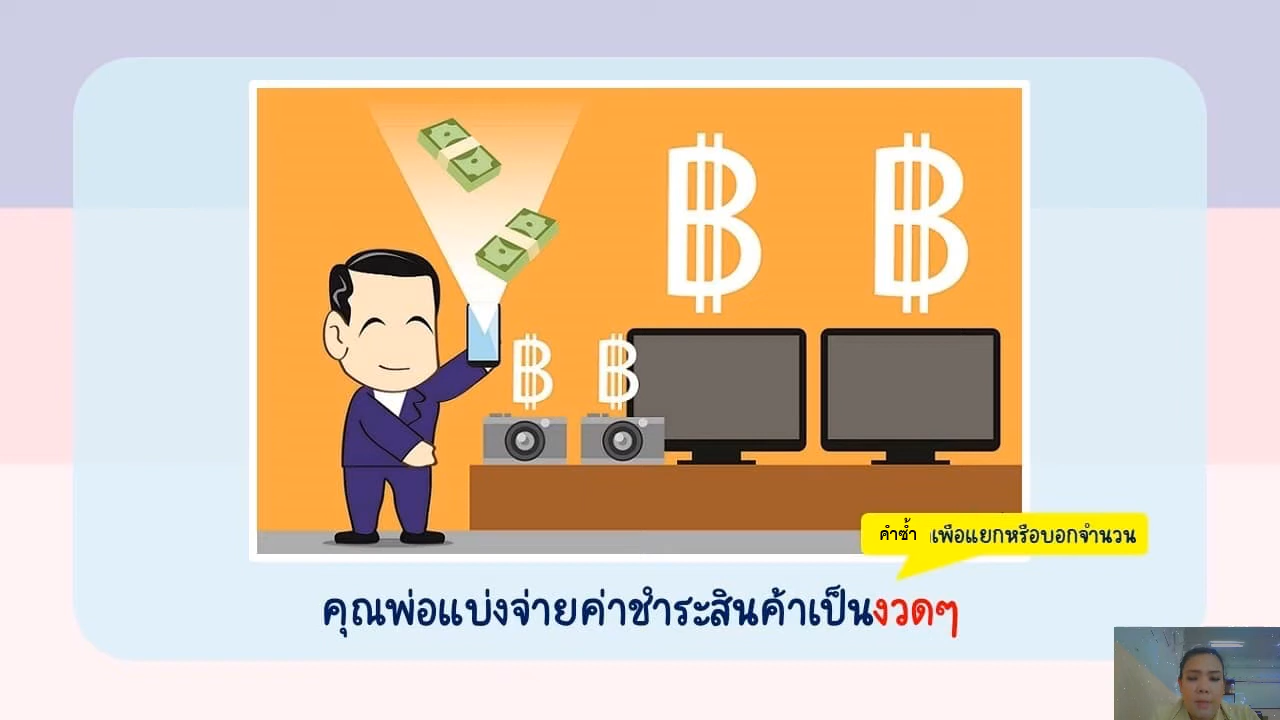 คำซ้ำ เพื่อแยกหรือบอกจำนวน
คุณพ่อแบ่งจ่ายค่าชำระสินค้าเป็นงวดๆ